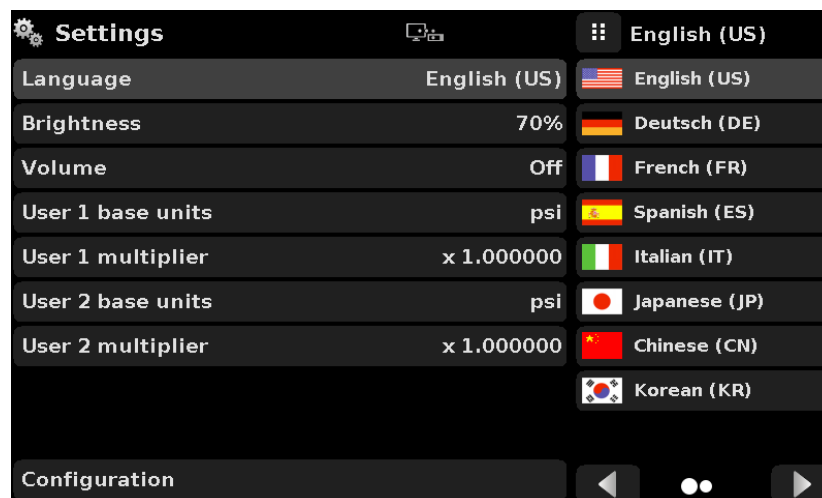 Settings
English (US)
Language English (US)
English (US)
Brightness 70%
Deutsch (DE)
Volume Off
French (FR)
User 1 base units psi
Spanish (ES)
User 1 multiplier x 1.000000
Italian (IT)
User 2 base units psi
Japanese (JP)
User 2 multiplier x 1.000000
Chinese (CN)
Korean (KR)
Configuration